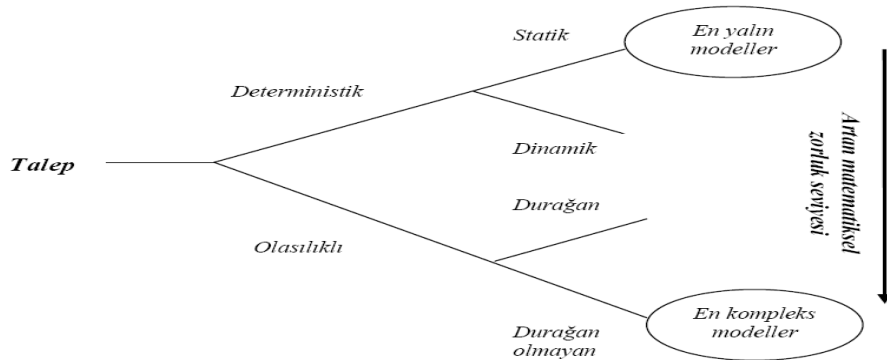 Statik
En yalın
modeller
Deterministik
Dinamik
Talep
Durağan
Olasılıklı
En kompleks
modeller
Durağan
olmayan
Artan matematiksel
zorluk seviyesi